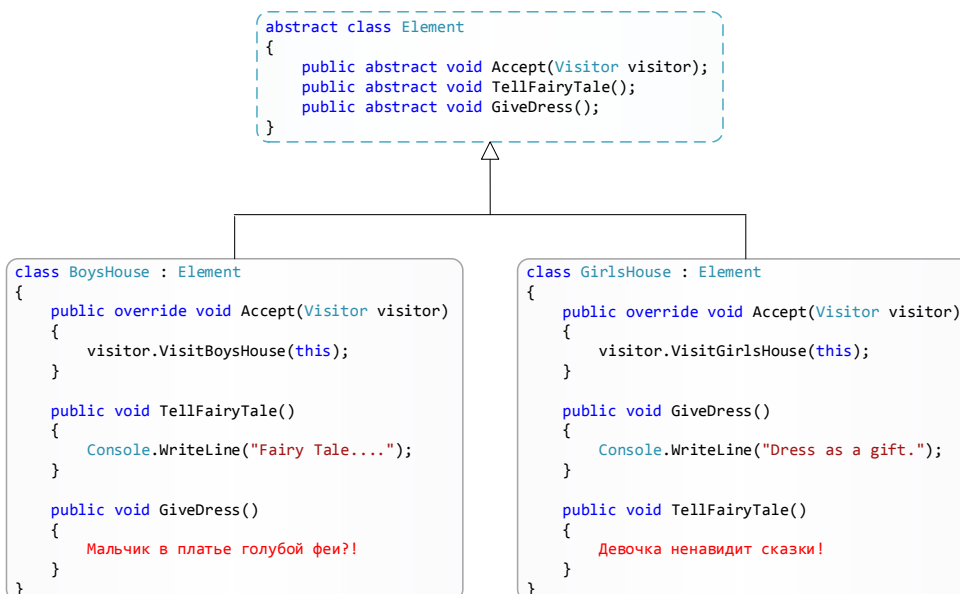 abstract class Element
{
    public abstract void Accept(Visitor visitor);
    public abstract void TellFairyTale();
    public abstract void GiveDress();
}
class BoysHouse : Element
{
    public override void Accept(Visitor visitor)
    {
        visitor.VisitBoysHouse(this);
    }
    public void TellFairyTale()
    {
        Console.WriteLine("Fairy Tale....");
    }
    public void GiveDress()
    {
        Мальчик в платье голубой феи?!
    }
}
class GirlsHouse : Element
{
    public override void Accept(Visitor visitor)
    {
        visitor.VisitGirlsHouse(this);
    }
    public void GiveDress()
    {
        Console.WriteLine("Dress as a gift.");
    }
    public void TellFairyTale()
    {
        Девочка ненавидит сказки!
    }
}